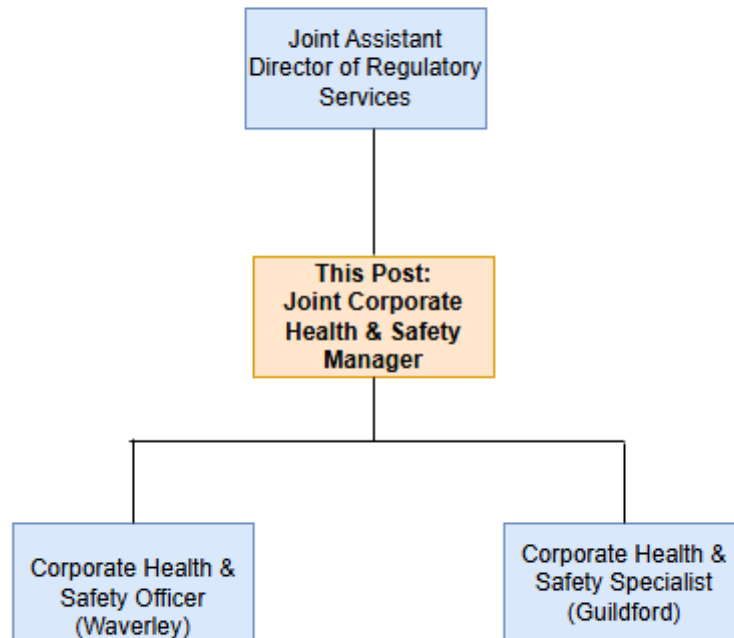 Joint Assistant
Director of Regulatory
Services
This Post:
Joint Corporate
Health & Safety
Manager
Corporate Health &
Safety Officer
(Waverley)
Corporate Health &
Safety Specialist
(Guildford)